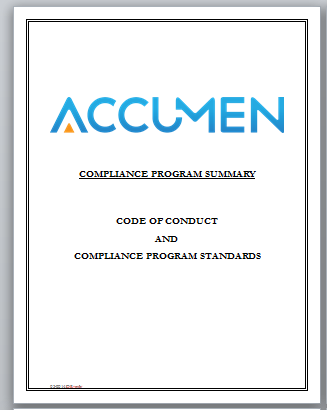 ACCUMEN
COMPLIANCE PROGRAM SUMMARY
CODE OF CONDUCT
AND
COMPLIANCE PROGRAM STANDARDS